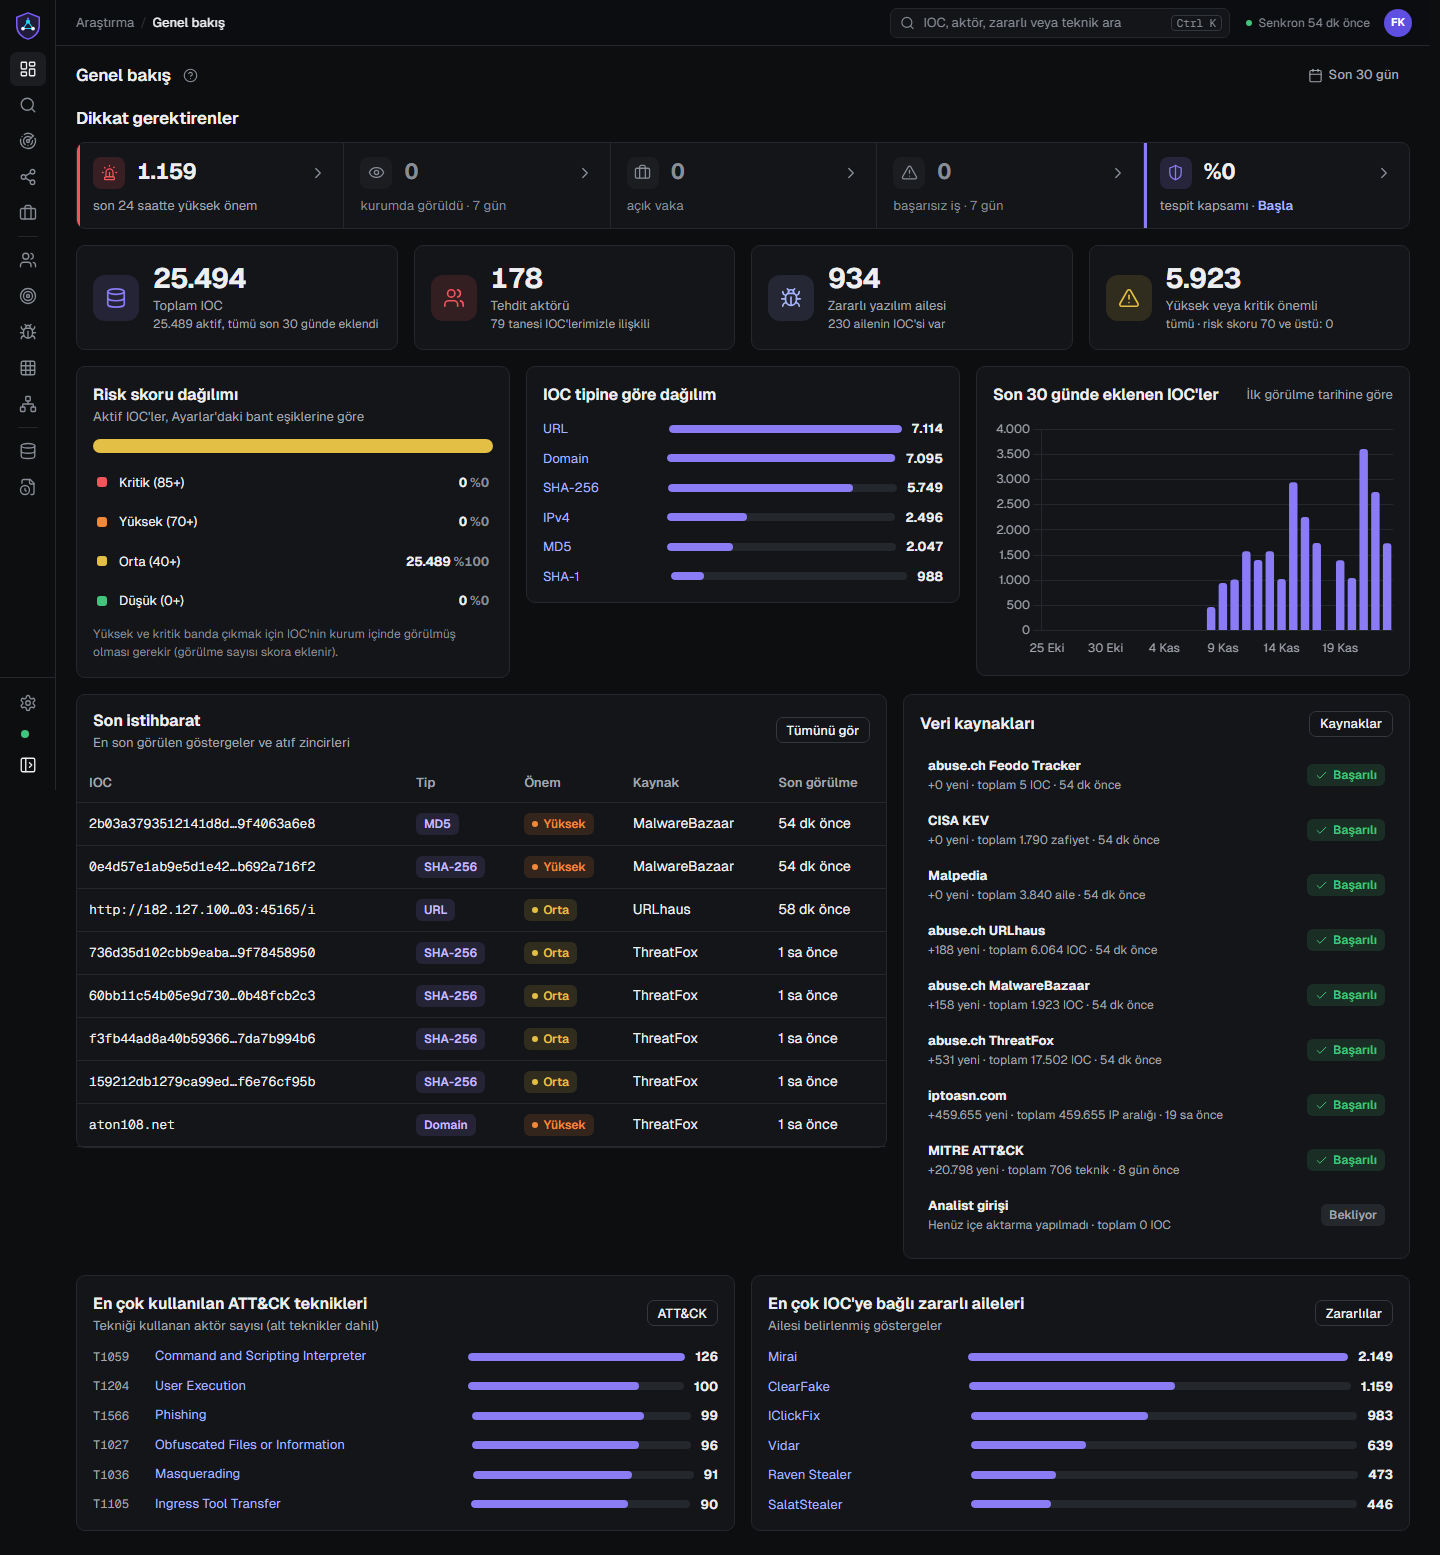 Araştırma / Genel bakış
IOC, aktör, zararlı veya teknik ara
Ctrl K
Senkron 54 dk önce
FK
Genel bakış
Son 30 gün
Dikkat gerektirenler
1.159
son 24 saatte yüksek önem
0
kurumda görüldü · 7 gün
0
açık vaka
0
başarısız iş · 7 gün
%0
tespit kapsamı · Başla
25.494
Toplam IOC
25.489 aktif, tümü son 30 günde eklendi
178
Tehdit aktörü
79 tanesi IOC'lerimizle ilişkili
934
Zararlı yazılım ailesi
230 ailenin IOC'si var
5.923
Yüksek veya kritik önemli
tümü · risk skoru 70 ve üstü: 0
Risk skoru dağılımı
Aktif IOC'ler, Ayarlar'daki bant eşiklerine göre
Kritik (85+) 0 %0
Yüksek (70+) 0 %0
Orta (40+) 25.489 %100
Düşük (0+) 0 %0
Yüksek ve kritik banda çıkmak için IOC'nin kurum içinde görülmüş
olması gerekir (görülme sayısı skora eklenir).
IOC tipine göre dağılım
URL 7.114
Domain 7.095
SHA-256 5.749
IPv4 2.496
MD5 2.047
SHA-1 988
Son 30 günde eklenen IOC'ler
İlk görülme tarihine göre
4.000
3.500
3.000
2.500
2.000
1.500
1.000
500
0
25 Eki 30 Eki 4 Kas 9 Kas 14 Kas 19 Kas
Son istihbarat
En son görülen göstergeler ve atıf zincirleri
Tümünü gör
IOC Tip Önem Kaynak Son görülme
2b03a3793512141d8d…9f4063a6e8 MD5 Yüksek MalwareBazaar 54 dk önce
0e4d57e1ab9e5d1e42…b692a716f2 SHA-256 Yüksek MalwareBazaar 54 dk önce
http://182.127.100…03:45165/i URL Orta URLhaus 58 dk önce
736d35d102cbb9eaba…9f78458950 SHA-256 Orta ThreatFox 1 sa önce
60bb11c54b05e9d730…0b48fcb2c3 SHA-256 Orta ThreatFox 1 sa önce
f3fb44ad8a40b59366…7da7b994b6 SHA-256 Orta ThreatFox 1 sa önce
159212db1279ca99ed…f6e76cf95b SHA-256 Orta ThreatFox 1 sa önce
aton108.net Domain Yüksek ThreatFox 1 sa önce
Veri kaynakları
Kaynaklar
abuse.ch Feodo Tracker
+0 yeni · toplam 5 IOC · 54 dk önce
Başarılı
CISA KEV
+0 yeni · toplam 1.790 zafiyet · 54 dk önce
Başarılı
Malpedia
+0 yeni · toplam 3.840 aile · 54 dk önce
Başarılı
abuse.ch URLhaus
+188 yeni · toplam 6.064 IOC · 54 dk önce
Başarılı
abuse.ch MalwareBazaar
+158 yeni · toplam 1.923 IOC · 54 dk önce
Başarılı
abuse.ch ThreatFox
+531 yeni · toplam 17.502 IOC · 54 dk önce
Başarılı
iptoasn.com
+459.655 yeni · toplam 459.655 IP aralığı · 19 sa önce
Başarılı
MITRE ATT&CK
+20.798 yeni · toplam 706 teknik · 8 gün önce
Başarılı
Analist girişi
Henüz içe aktarma yapılmadı · toplam 0 IOC
Bekliyor
En çok kullanılan ATT&CK teknikleri
Tekniği kullanan aktör sayısı (alt teknikler dahil)
ATT&CK
T1059 Command and Scripting Interpreter 126
T1204 User Execution 100
T1566 Phishing 99
T1027 Obfuscated Files or Information 96
T1036 Masquerading 91
T1105 Ingress Tool Transfer 90
En çok IOC'ye bağlı zararlı aileleri
Ailesi belirlenmiş göstergeler
Zararlılar
Mirai 2.149
ClearFake 1.159
IClickFix 983
Vidar 639
Raven Stealer 473
SalatStealer 446